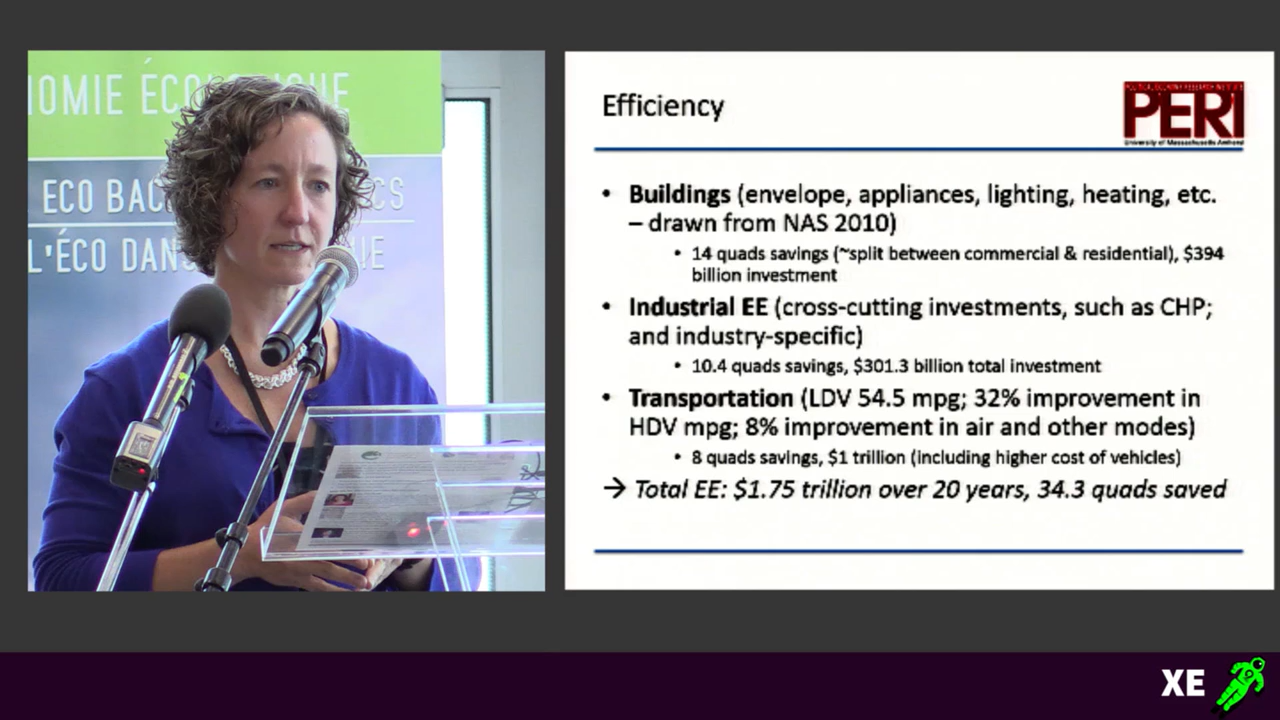 OMIE ÉCO
ECO BAC CS
L'ÉCO DANS IE
Efficiency
PERI
University of Massachusetts Amherst
• Buildings (envelope, appliances, lighting, heating, etc.
– drawn from NAS 2010)
• 14 quads savings (~split between commercial & residential), $394
billion investment
• Industrial EE (cross-cutting investments, such as CHP;
and industry-specific)
• 10.4 quads savings, $301.3 billion total investment
• Transportation (LDV 54.5 mpg; 32% improvement in
HDV mpg; 8% improvement in air and other modes)
• 8 quads savings, $1 trillion (including higher cost of vehicles)
→ Total EE: $1.75 trillion over 20 years, 34.3 quads saved
XE